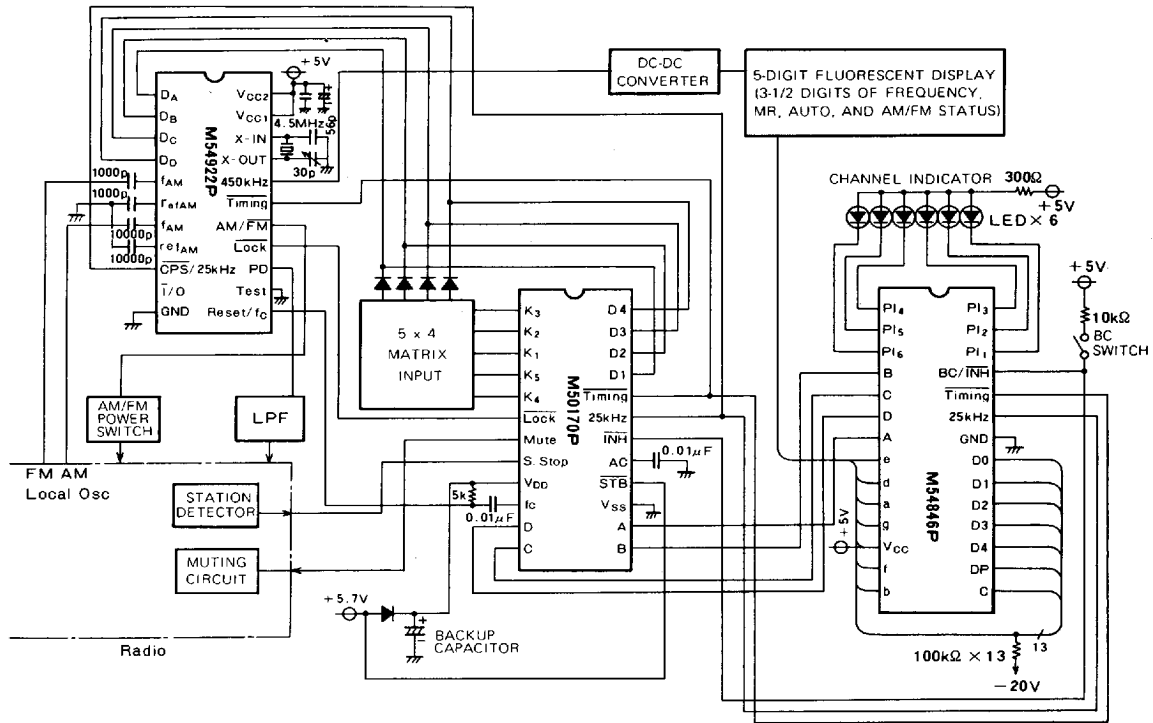 +5V
DC-DC
CONVERTER
5-DIGIT FLUORESCENT DISPLAY
(3-1/2 DIGITS OF FREQUENCY,
MR, AUTO, AND AM/FM STATUS)
M54922P
DA
DB
DC
DD
fAM
refAM
fAM
refAM
CPS/25kHz
I/O
GND
VCC2
VCC1
X-IN
X-OUT
450kHz
Timing
AM/FM
Lock
PD
Test
Reset/fC
4.5MHz
56p
30p
1000p
1000p
10000p
10000p
CHANNEL INDICATOR
300Ω
+5V
LED×6
5 x 4
MATRIX
INPUT
M50170P
K3
K2
K1
K5
K4
Lock
Mute
S.Stop
VDD
fc
D
C
D4
D3
D2
D1
Timing
25kHz
INH
AC
STB
VSS
A
B
0.01μF
5k
0.01μF
M54846P
PI4
PI5
PI6
B
C
D
A
e
d
a
g
VCC
f
b
PI3
PI2
PI1
BC/INH
Timing
25kHz
GND
D0
D1
D2
D3
D4
DP
C
+5V
10kΩ
BC
SWITCH
+5V
100kΩ×13
13
−20V
AM/FM
POWER
SWITCH
LPF
FM AM
Local Osc
STATION
DETECTOR
MUTING
CIRCUIT
Radio
+5.7V
+
−
BACKUP
CAPACITOR